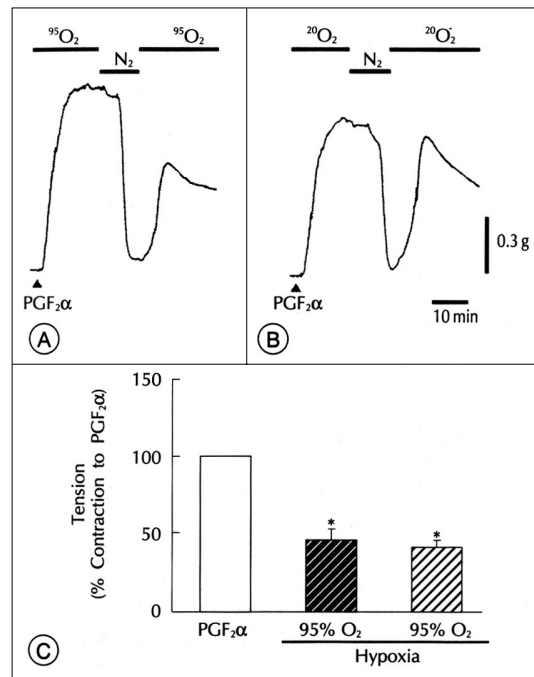 ⁹⁵O₂ ⁹⁵O₂
N₂
PGF₂α
A
²⁰O₂ ²⁰O₂⁻
N₂
0.3 g
PGF₂α
10 min
B
150
100
50
0
Tension
(% Contraction to PGF₂α)
PGF₂α
* *
95% O₂ 95% O₂
Hypoxia
C